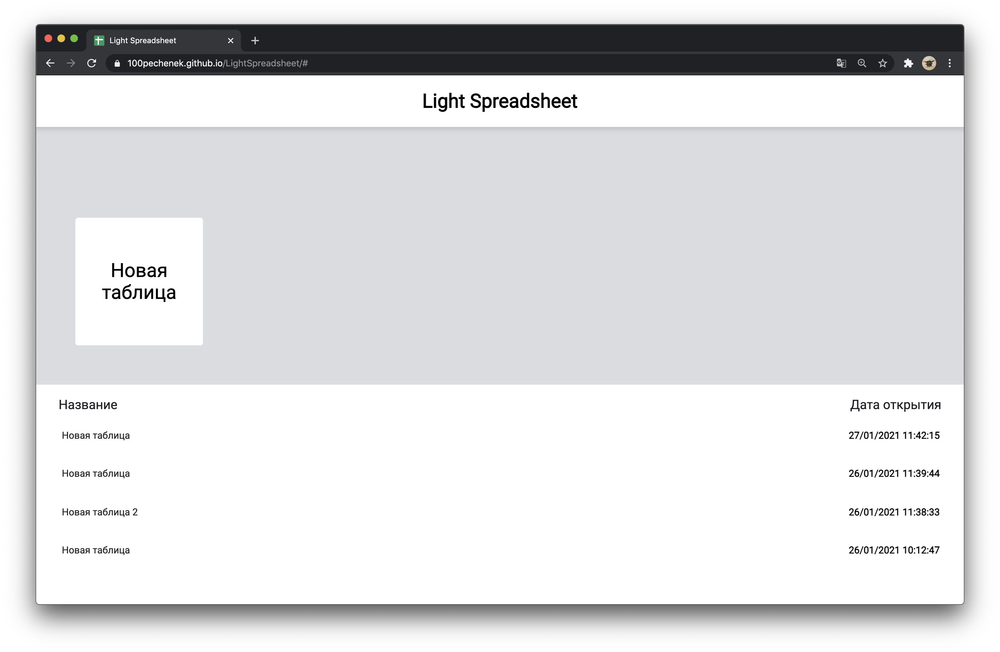 Light Spreadsheet
100pechenek.github.io/LightSpreadsheet/#
Light Spreadsheet
Новая
таблица
Название Дата открытия
Новая таблица 27/01/2021 11:42:15
Новая таблица 26/01/2021 11:39:44
Новая таблица 2 26/01/2021 11:38:33
Новая таблица 26/01/2021 10:12:47